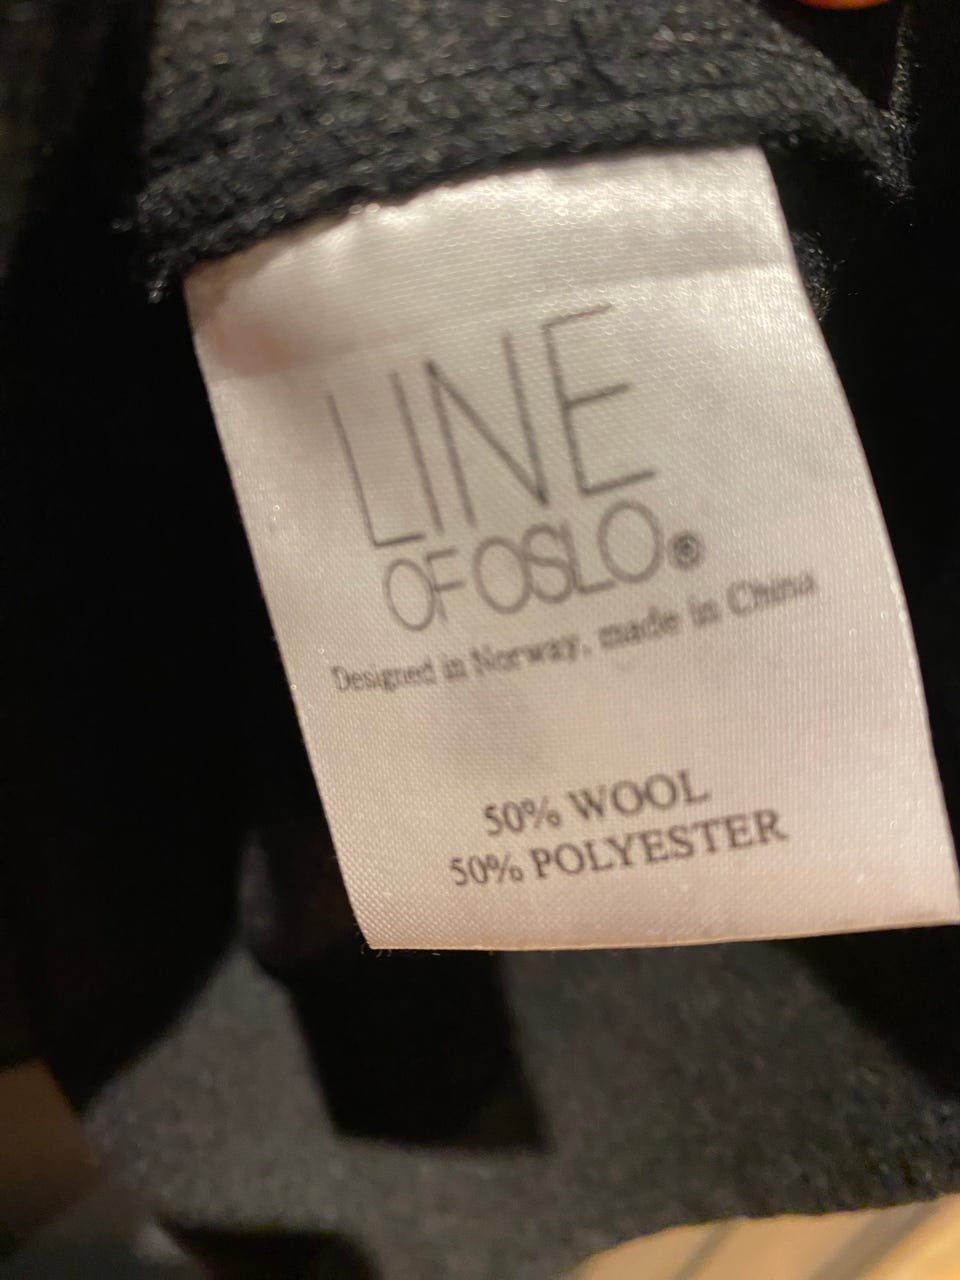 LINE
OF OSLO®
Designed in Norway, made in China
50% WOOL
50% POLYESTER